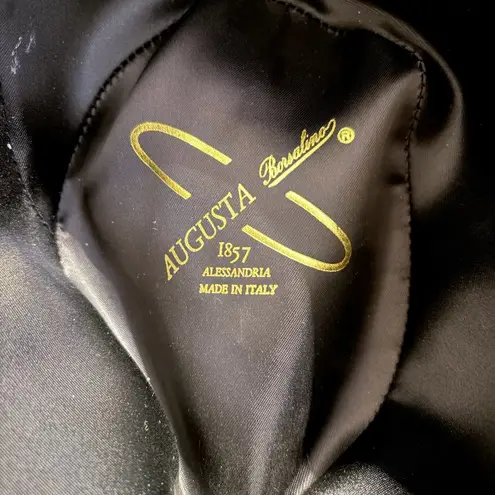 AUGUSTA Borsalino ®
1857
ALESSANDRIA
MADE IN ITALY